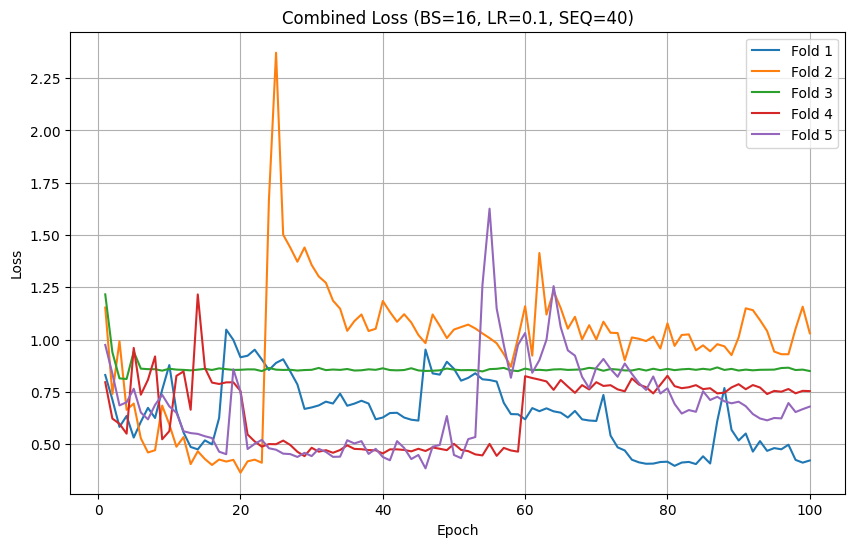 Combined Loss (BS=16, LR=0.1, SEQ=40)
Fold 1
Fold 2
Fold 3
Fold 4
Fold 5
Loss
2.25
2.00
1.75
1.50
1.25
1.00
0.75
0.50
0 20 40 60 80 100
Epoch